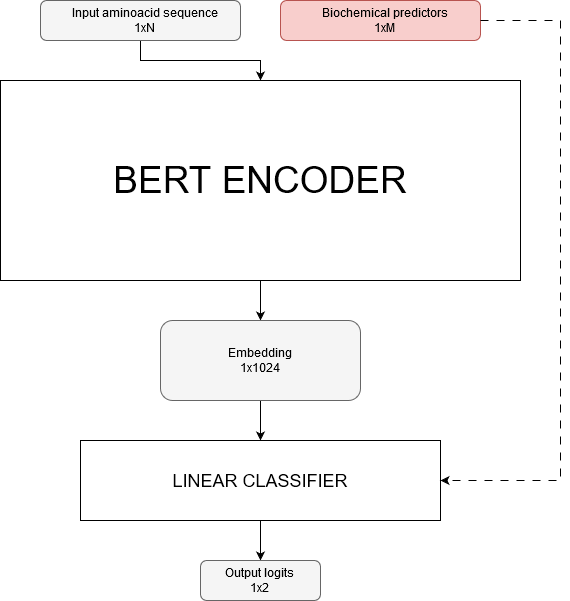 Input aminoacid sequence
1xN
Biochemical predictors
1xM
BERT ENCODER
Embedding
1x1024
LINEAR CLASSIFIER
Output logits
1x2